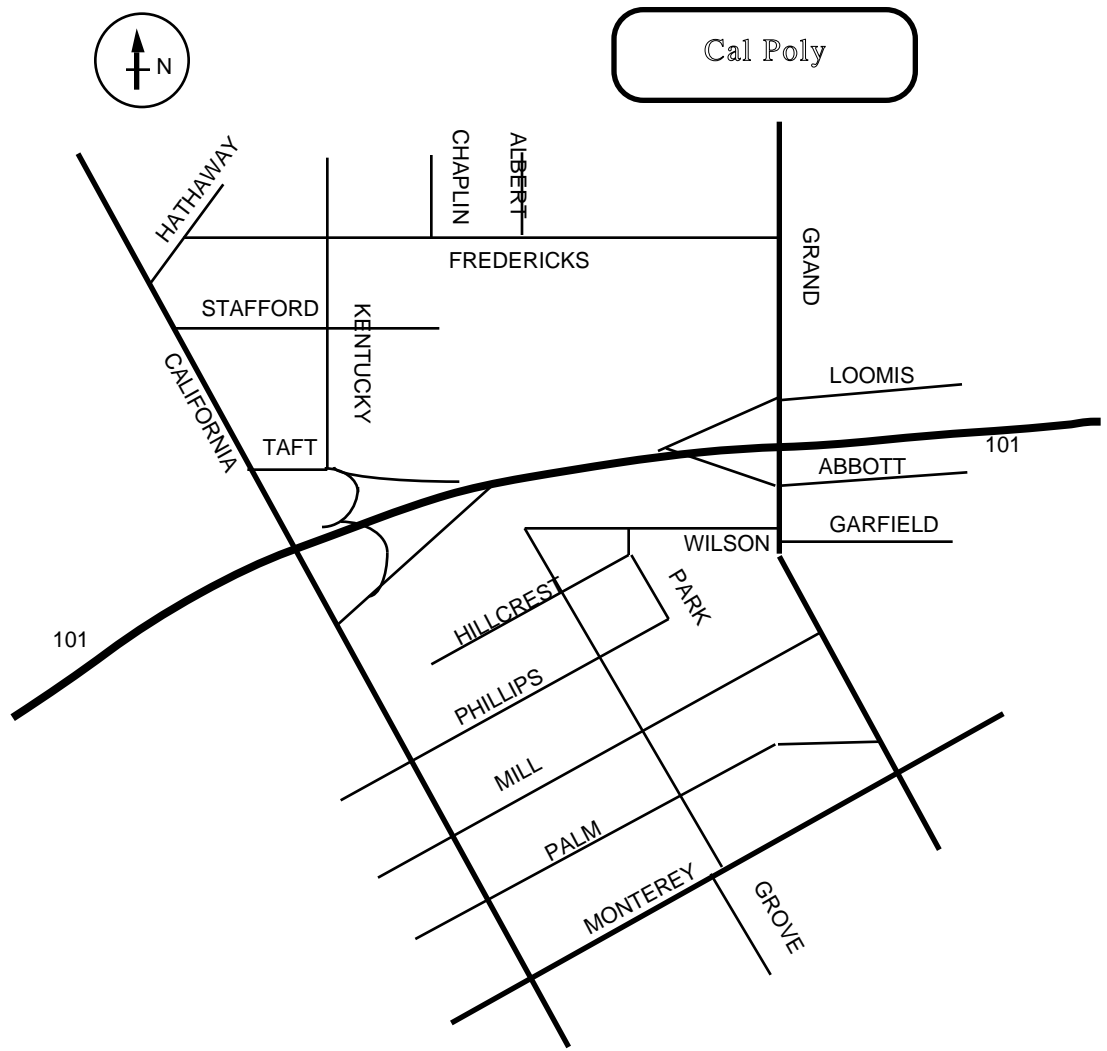 Cal Poly
N
HATHAWAY
CHAPLIN
ALBERT
FREDERICKS
GRAND
STAFFORD
KENTUCKY
CALIFORNIA
LOOMIS
TAFT
101
ABBOTT
GARFIELD
WILSON
PARK
HILLCREST
101
PHILLIPS
MILL
PALM
MONTEREY
GROVE